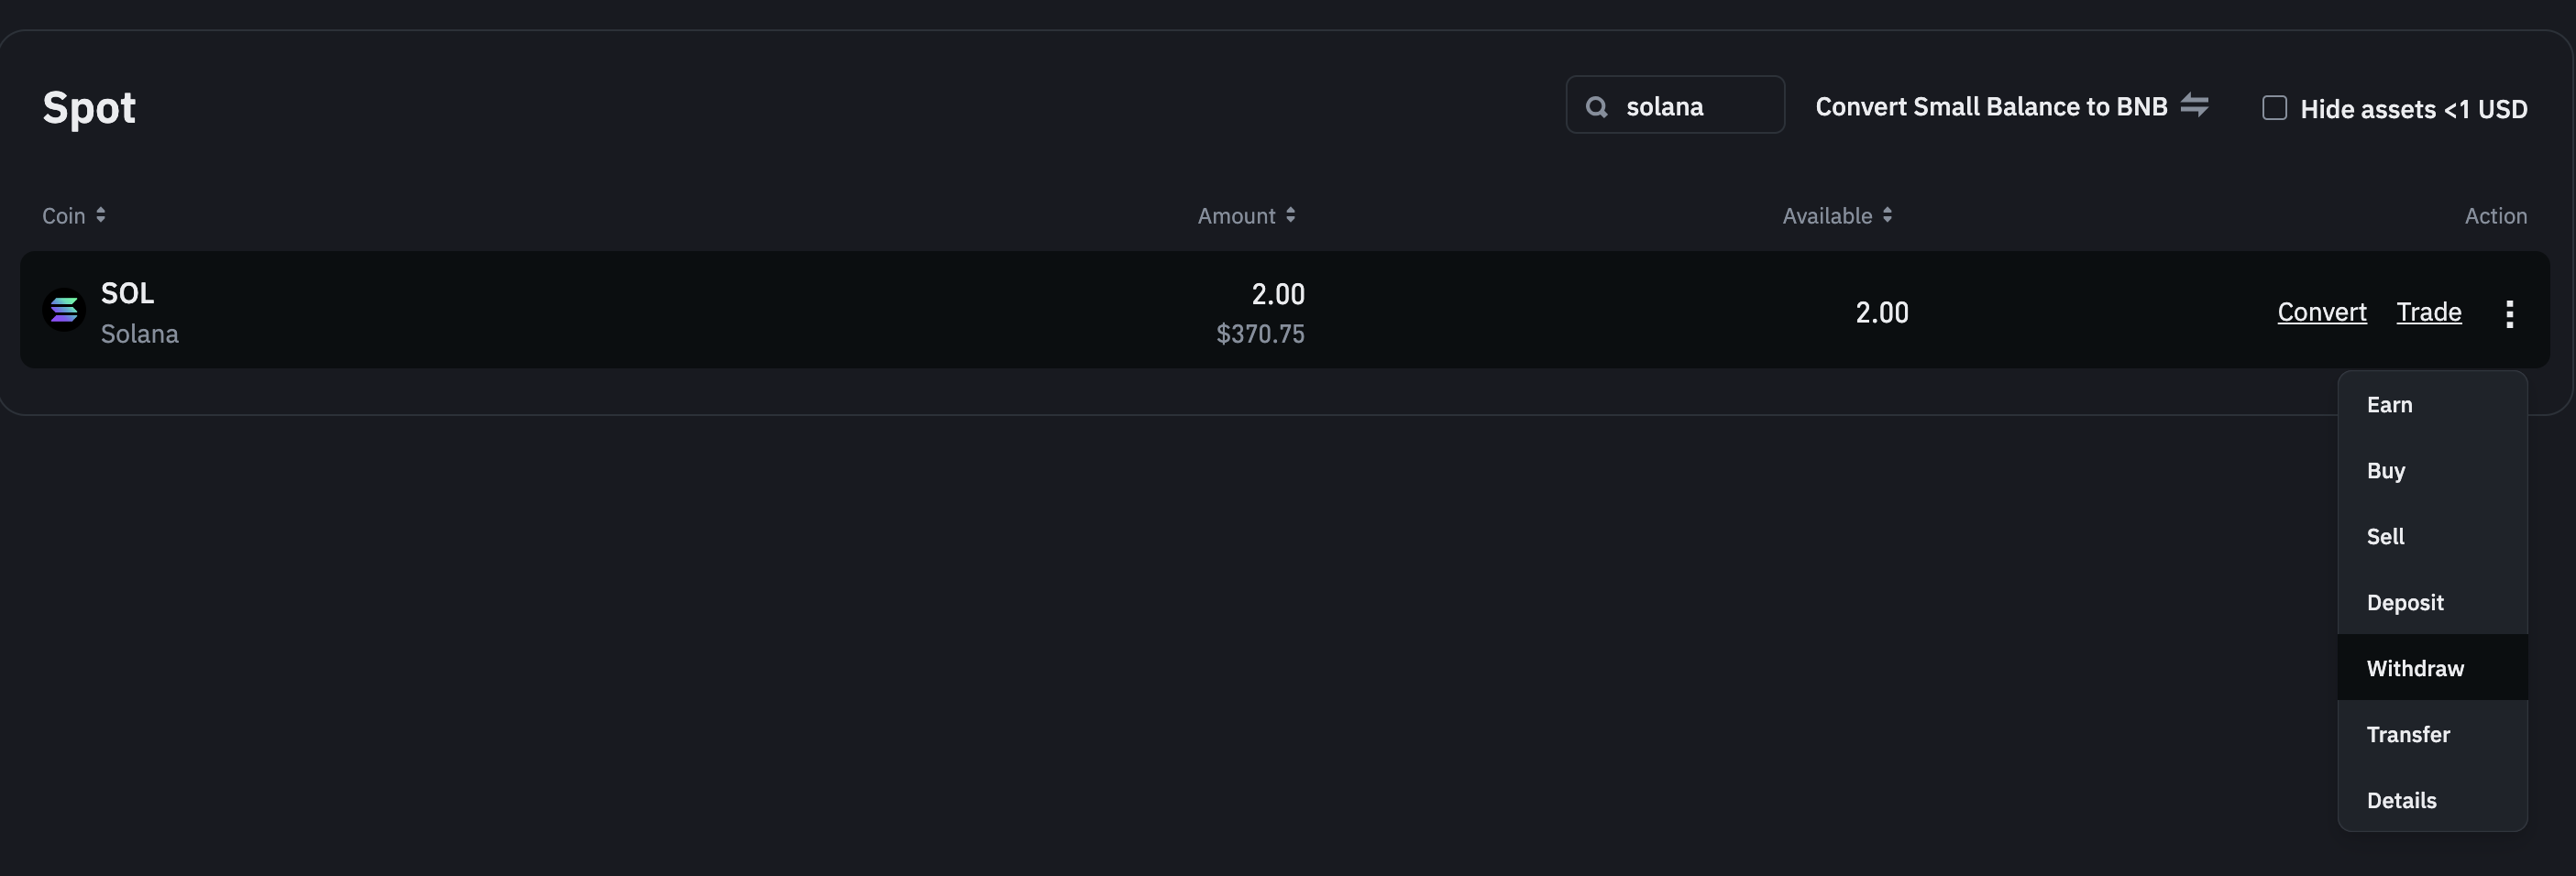 Spot
solana
Convert Small Balance to BNB
Hide assets <1 USD
Coin
Amount
Available
Action
SOL
Solana
2.00
$370.75
2.00
Convert
Trade
Earn
Buy
Sell
Deposit
Withdraw
Transfer
Details